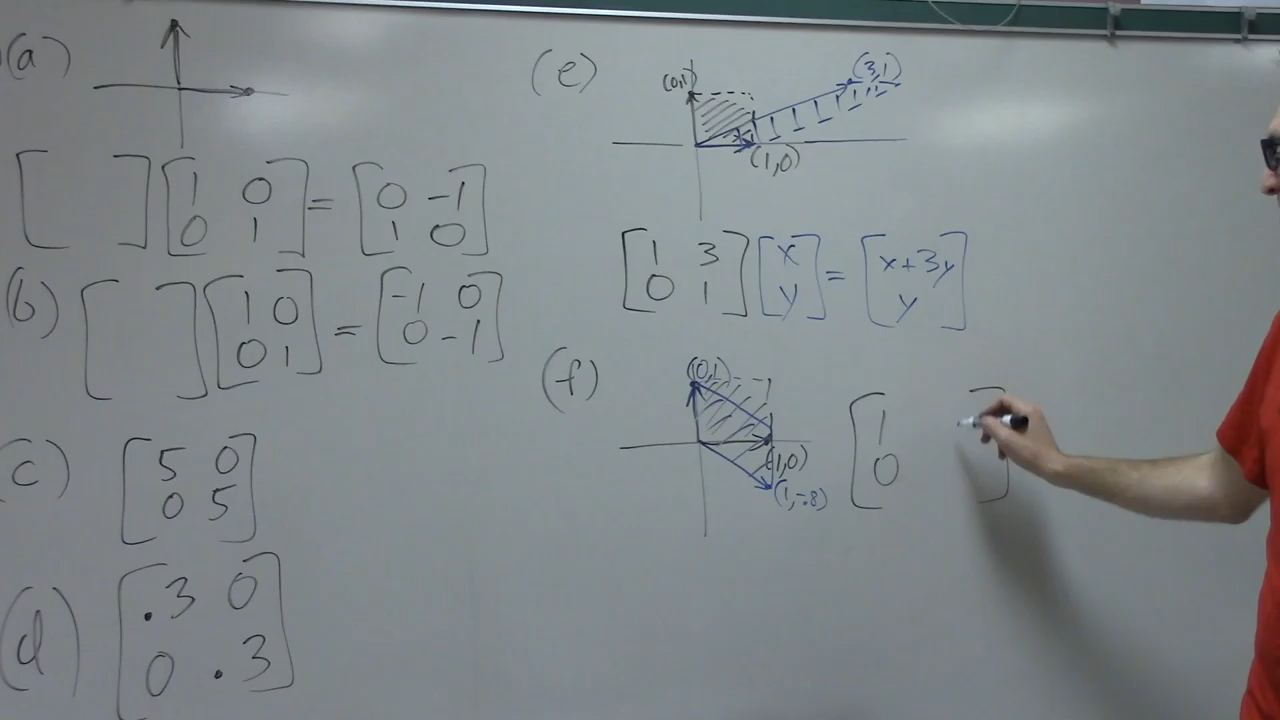 (a)
[ ] [1 0 = [0 -1
0 1] 1 0]
(b) [ ] [1 0 = [-1 0
0 1] 0 -1]
(c) [5 0
0 5]
(d) [.3 0
0 .3]
(e) (0,1) (3,1)
(1,0)
[1 3 [x = [x+3y
0 1] y] y]
(f) (0,1)
[1
0 ]
(1,0)
(1,-.8)